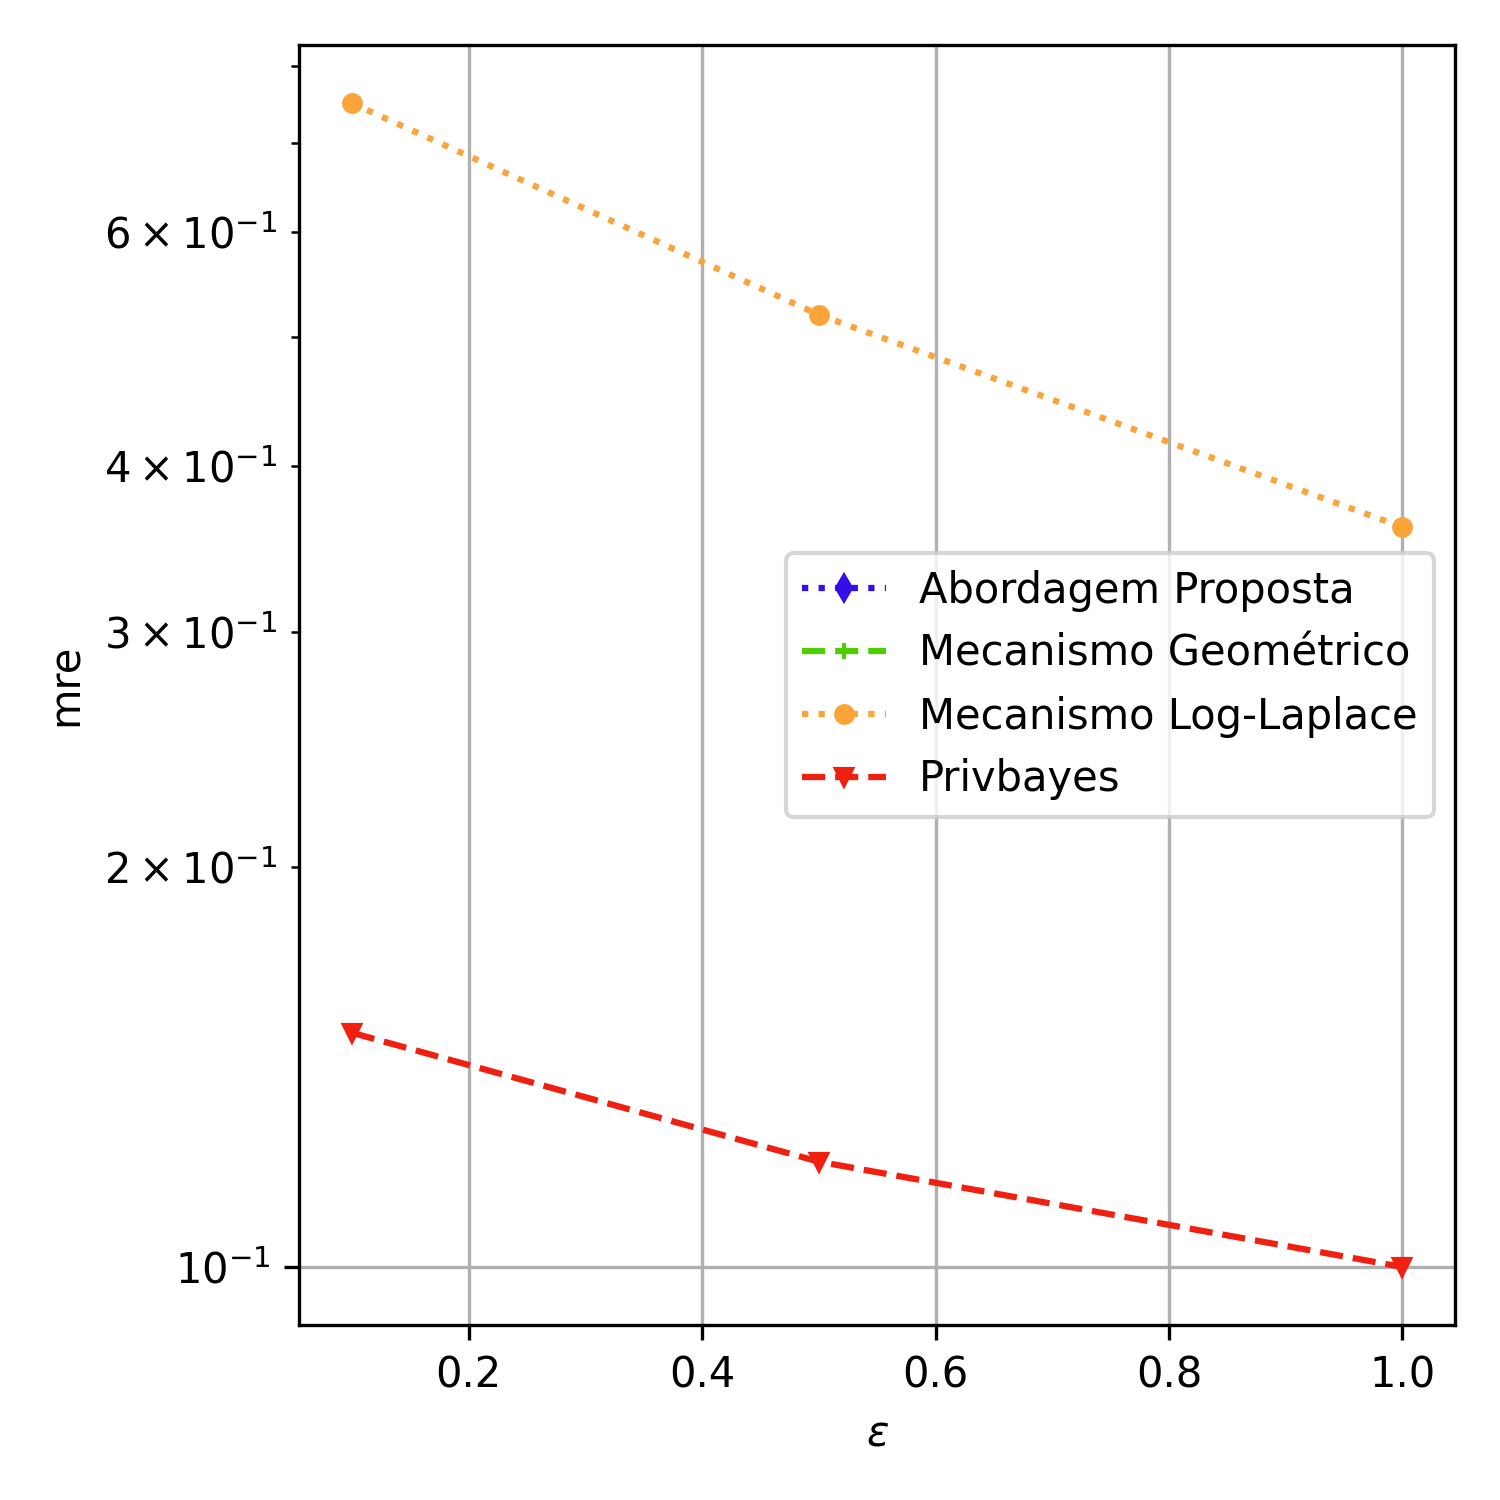 6 × 10⁻¹
4 × 10⁻¹
3 × 10⁻¹
2 × 10⁻¹
10⁻¹
mre
Abordagem Proposta
Mecanismo Geométrico
Mecanismo Log-Laplace
Privbayes
0.2 0.4 0.6 0.8 1.0
ε